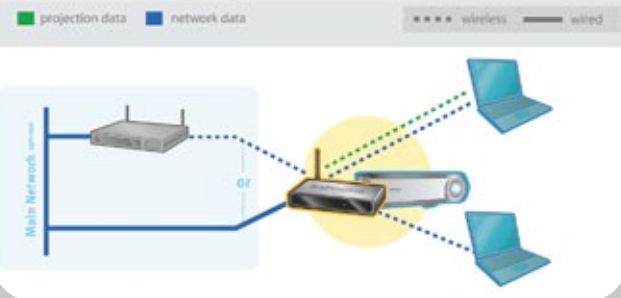 projection data
network data
wireless
wired
Main Network
or